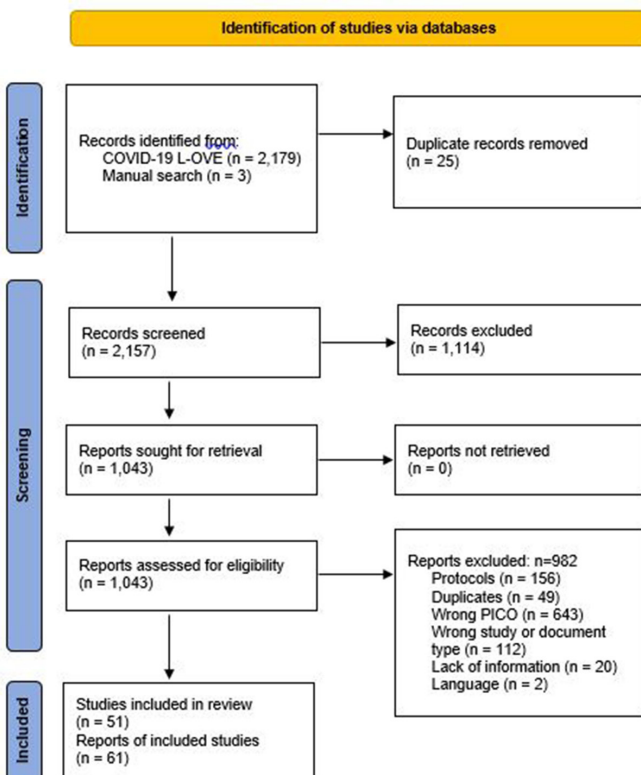 Identification of studies via databases
Identification
Records identified from:
COVID-19 L-OVE (n = 2,179)
Manual search (n = 3)
Duplicate records removed
(n = 25)
Screening
Records screened
(n = 2,157)
Records excluded
(n = 1,114)
Reports sought for retrieval
(n = 1,043)
Reports not retrieved
(n = 0)
Reports assessed for eligibility
(n = 1,043)
Reports excluded: n=982
Protocols (n = 156)
Duplicates (n = 49)
Wrong PICO (n = 643)
Wrong study or document
type (n = 112)
Lack of information (n = 20)
Language (n = 2)
Included
Studies included in review
(n = 51)
Reports of included studies
(n = 61)